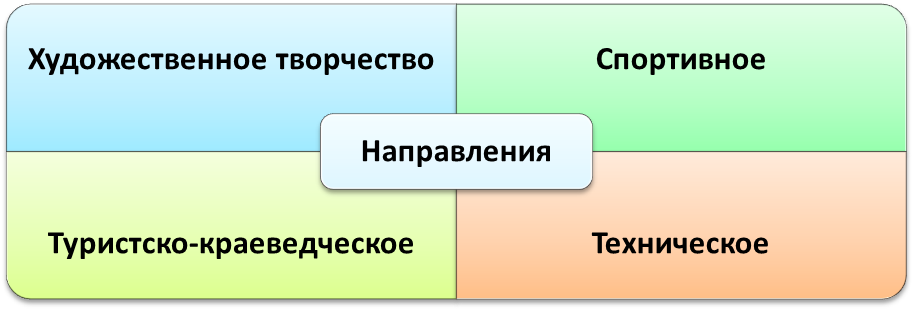 Художественное творчество
Спортивное
Направления
Туристско-краеведческое
Техническое